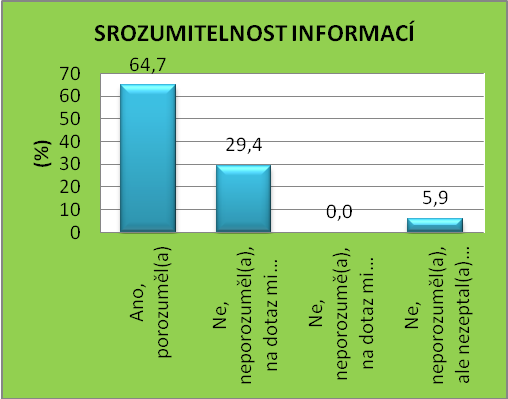 SROZUMITELNOST INFORMACÍ
(%)
70
60
50
40
30
20
10
0
64,7
29,4
0,0
5,9
Ano,
porozuměl(a)
Ne,
neporozuměl(a),
na dotaz mi...
Ne,
neporozumě(a),
na dotaz mi...
Ne,
neporozuměl(a),
ale nezeptal(a)...